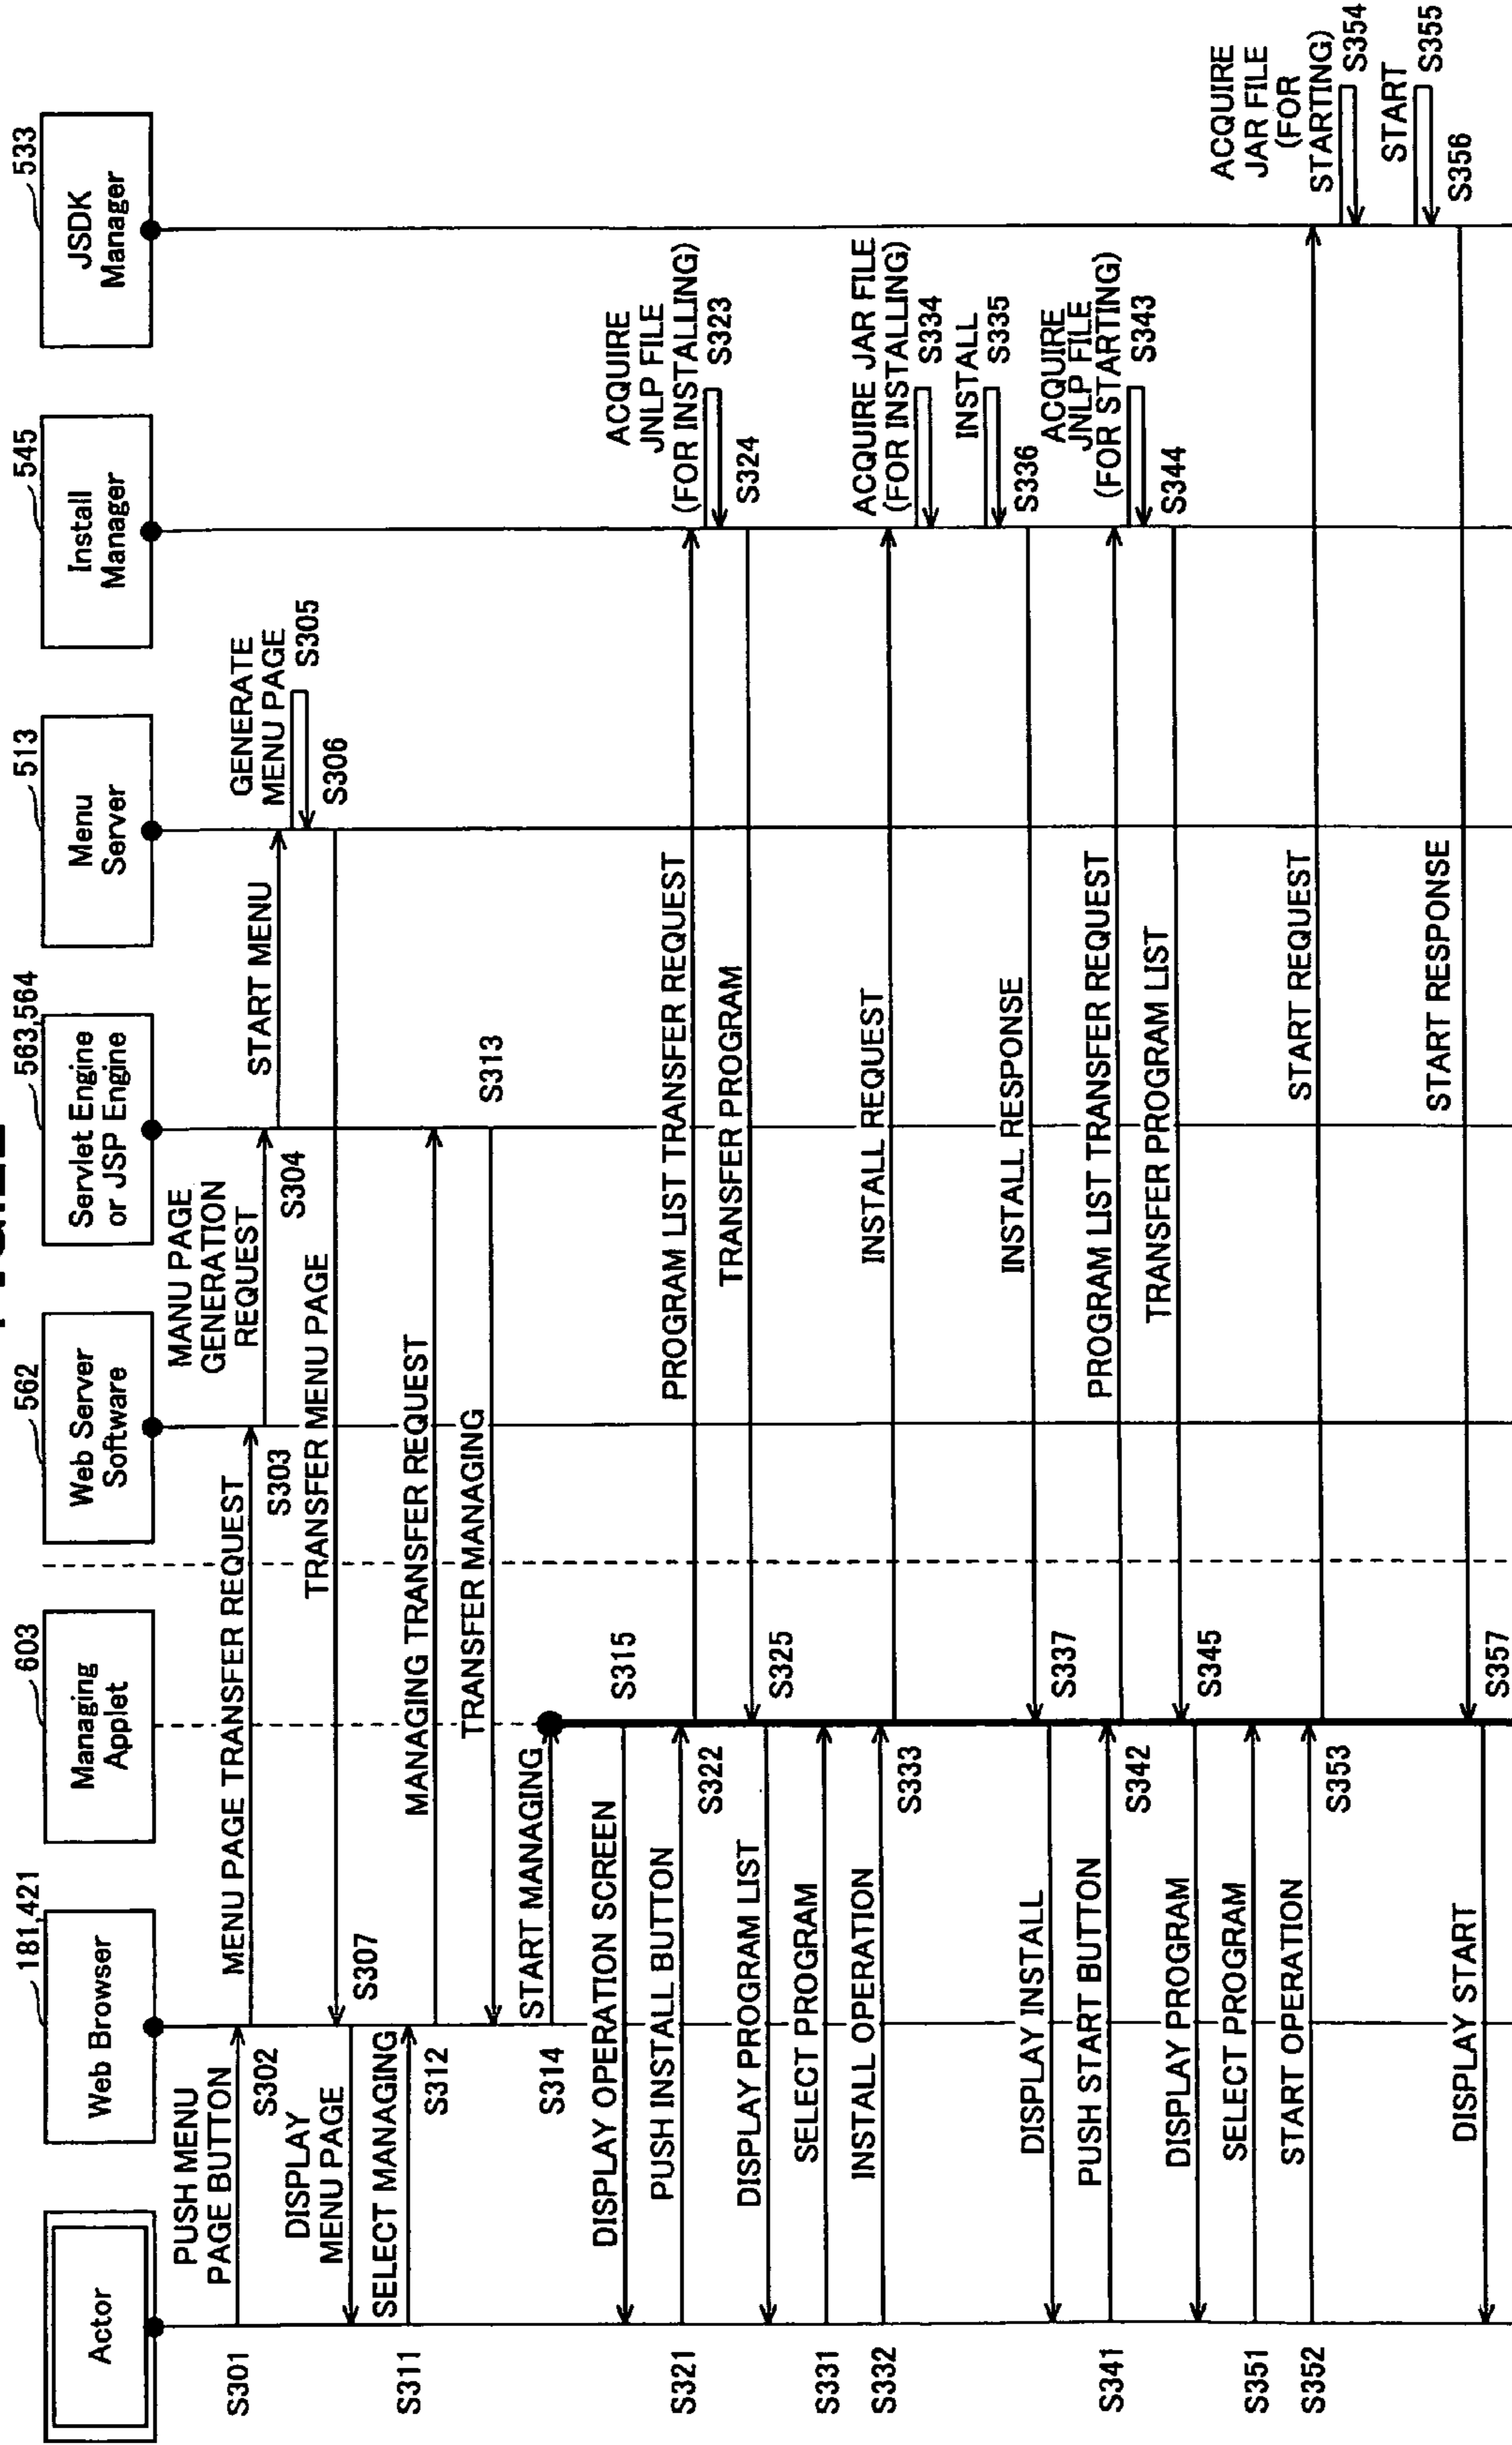 Actor
Web Browser
181,421
Managing
Applet
603
Web Server
Software
562
Servlet Engine
or JSP Engine
563,564
Menu
Server
513
Install
Manager
545
JSDK
Manager
533
S301
PUSH MENU
PAGE BUTTON
S302
MENU PAGE TRANSFER REQUEST
S303
MANU PAGE
GENERATION
REQUEST
S304
START MENU
GENERATE
MENU PAGE
S305
S306
TRANSFER MENU PAGE
S307
DISPLAY
MENU PAGE
S311
SELECT MANAGING
S312
MANAGING TRANSFER REQUEST
S313
TRANSFER MANAGING
S314
START MANAGING
S315
DISPLAY OPERATION SCREEN
S321
PUSH INSTALL BUTTON
S322
PROGRAM LIST TRANSFER REQUEST
ACQUIRE
JNLP FILE
(FOR INSTALLING)
S323
S324
TRANSFER PROGRAM
S325
DISPLAY PROGRAM LIST
S331
SELECT PROGRAM
S332
INSTALL OPERATION
S333
INSTALL REQUEST
ACQUIRE JAR FILE
(FOR INSTALLING)
S334
INSTALL
S335
S336
INSTALL RESPONSE
S337
DISPLAY INSTALL
S341
PUSH START BUTTON
S342
PROGRAM LIST TRANSFER REQUEST
ACQUIRE
JNLP FILE
(FOR STARTING)
S343
S344
TRANSFER PROGRAM LIST
S345
DISPLAY PROGRAM
S351
SELECT PROGRAM
S352
START OPERATION
S353
START REQUEST
ACQUIRE
JAR FILE
(FOR
STARTING)
S354
START
S355
S356
START RESPONSE
S357
DISPLAY START